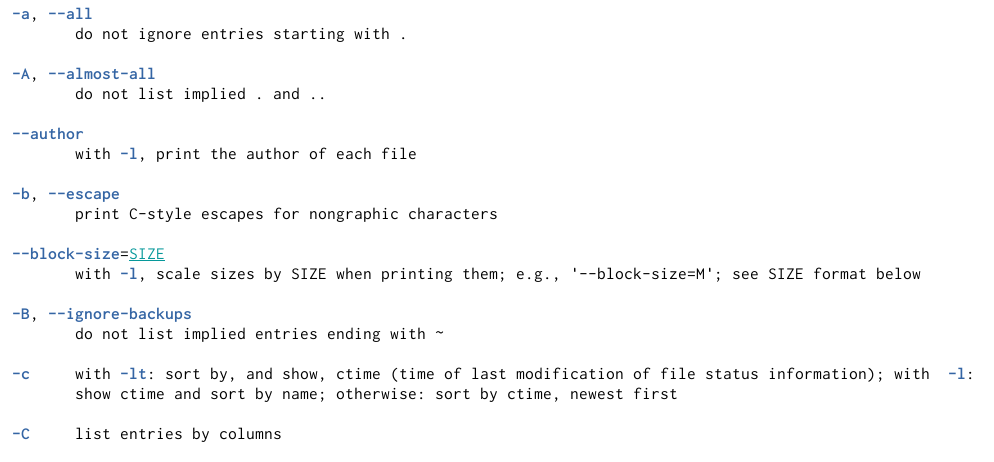 -a, --all
do not ignore entries starting with .
-A, --almost-all
do not list implied . and ..
--author
with -l, print the author of each file
-b, --escape
print C-style escapes for nongraphic characters
--block-size=SIZE
with -l, scale sizes by SIZE when printing them; e.g., '--block-size=M'; see SIZE format below
-B, --ignore-backups
do not list implied entries ending with ~
-c with -lt: sort by, and show, ctime (time of last modification of file status information); with -l:
show ctime and sort by name; otherwise: sort by ctime, newest first
-C list entries by columns